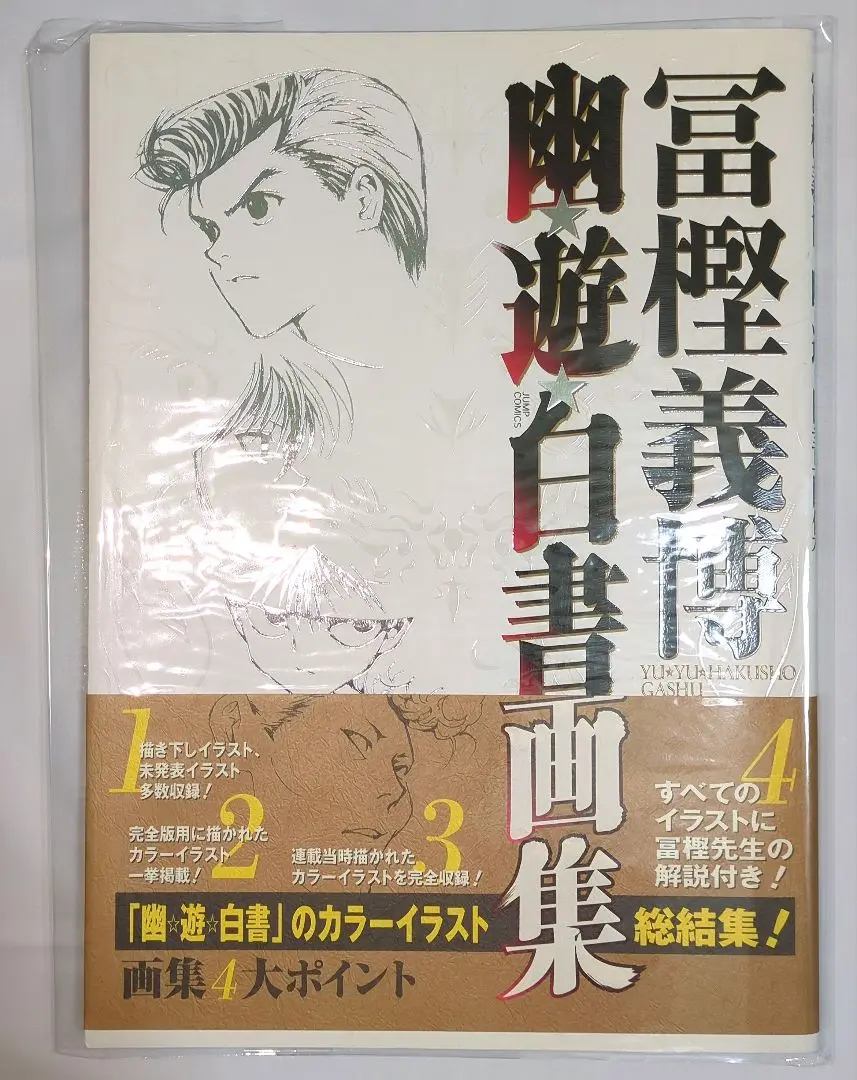 冨樫義博
幽★遊★白書画集
JUMP
COMICS
YU★YU★HAKUSHO
GASHU
1
描き下しイラスト、
未発表イラスト
多数収録！
2
完全版用に描かれた
カラーイラスト
一挙掲載！
3
連載当時描かれた
カラーイラストを完全収録！
4
すべての
イラストに
冨樫先生の
解説付き！
「幽☆遊☆白書」のカラーイラスト
総結集！
画集4大ポイント